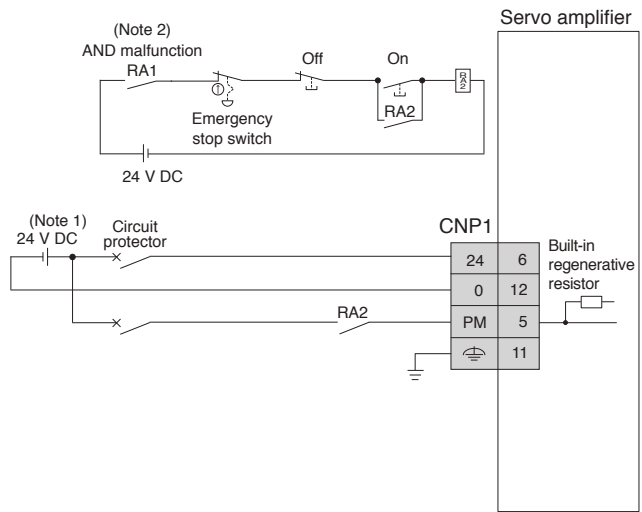 Servo amplifier
(Note 2)
AND malfunction
RA1
Off
On
RA2
RA2
Emergency
stop switch
24 V DC
(Note 1)
24 V DC
Circuit
protector
CNP1
24 6
0 12
RA2
PM 5
11
Built-in
regenerative
resistor